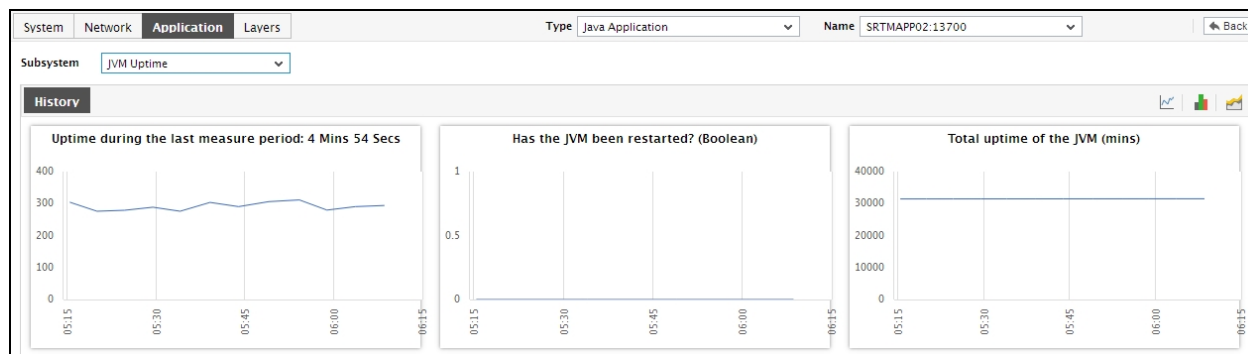 System Network Application Layers Type Java Application Name SRTMAPP02:13700 Back
Subsystem JVM Uptime
History
Uptime during the last measure period: 4 Mins 54 Secs
400
300
200
100
0
05:15 05:30 05:45 06:00 06:15
Has the JVM been restarted? (Boolean)
1
0.5
0
05:15 05:30 05:45 06:00 06:15
Total uptime of the JVM (mins)
40000
30000
20000
10000
0
05:15 05:30 05:45 06:00 06:15